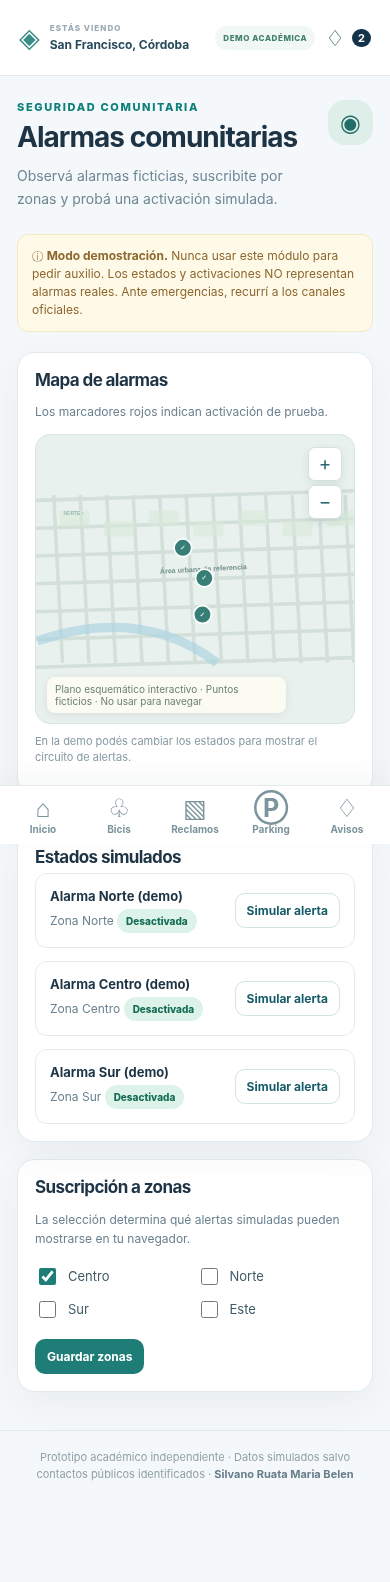 ESTÁS VIENDO
San Francisco, Córdoba
DEMO ACADÉMICA
2
SEGURIDAD COMUNITARIA
Alarmas comunitarias
Observá alarmas ficticias, suscribite por
zonas y probá una activación simulada.
ⓘ Modo demostración. Nunca usar este módulo para
pedir auxilio. Los estados y activaciones NO representan
alarmas reales. Ante emergencias, recurrí a los canales
oficiales.
Mapa de alarmas
Los marcadores rojos indican activación de prueba.
+
−
NORTE
Área urbana de referencia
Plano esquemático interactivo · Puntos
ficticios · No usar para navegar
En la demo podés cambiar los estados para mostrar el
circuito de alertas.
Inicio
Bicis
Reclamos
Ⓟ
Parking
Avisos
Estados simulados
Alarma Norte (demo)
Zona Norte Desactivada
Simular alerta
Alarma Centro (demo)
Zona Centro Desactivada
Simular alerta
Alarma Sur (demo)
Zona Sur Desactivada
Simular alerta
Suscripción a zonas
La selección determina qué alertas simuladas pueden
mostrarse en tu navegador.
Centro
Norte
Sur
Este
Guardar zonas
Prototipo académico independiente · Datos simulados salvo
contactos públicos identificados · Silvano Ruata Maria Belen